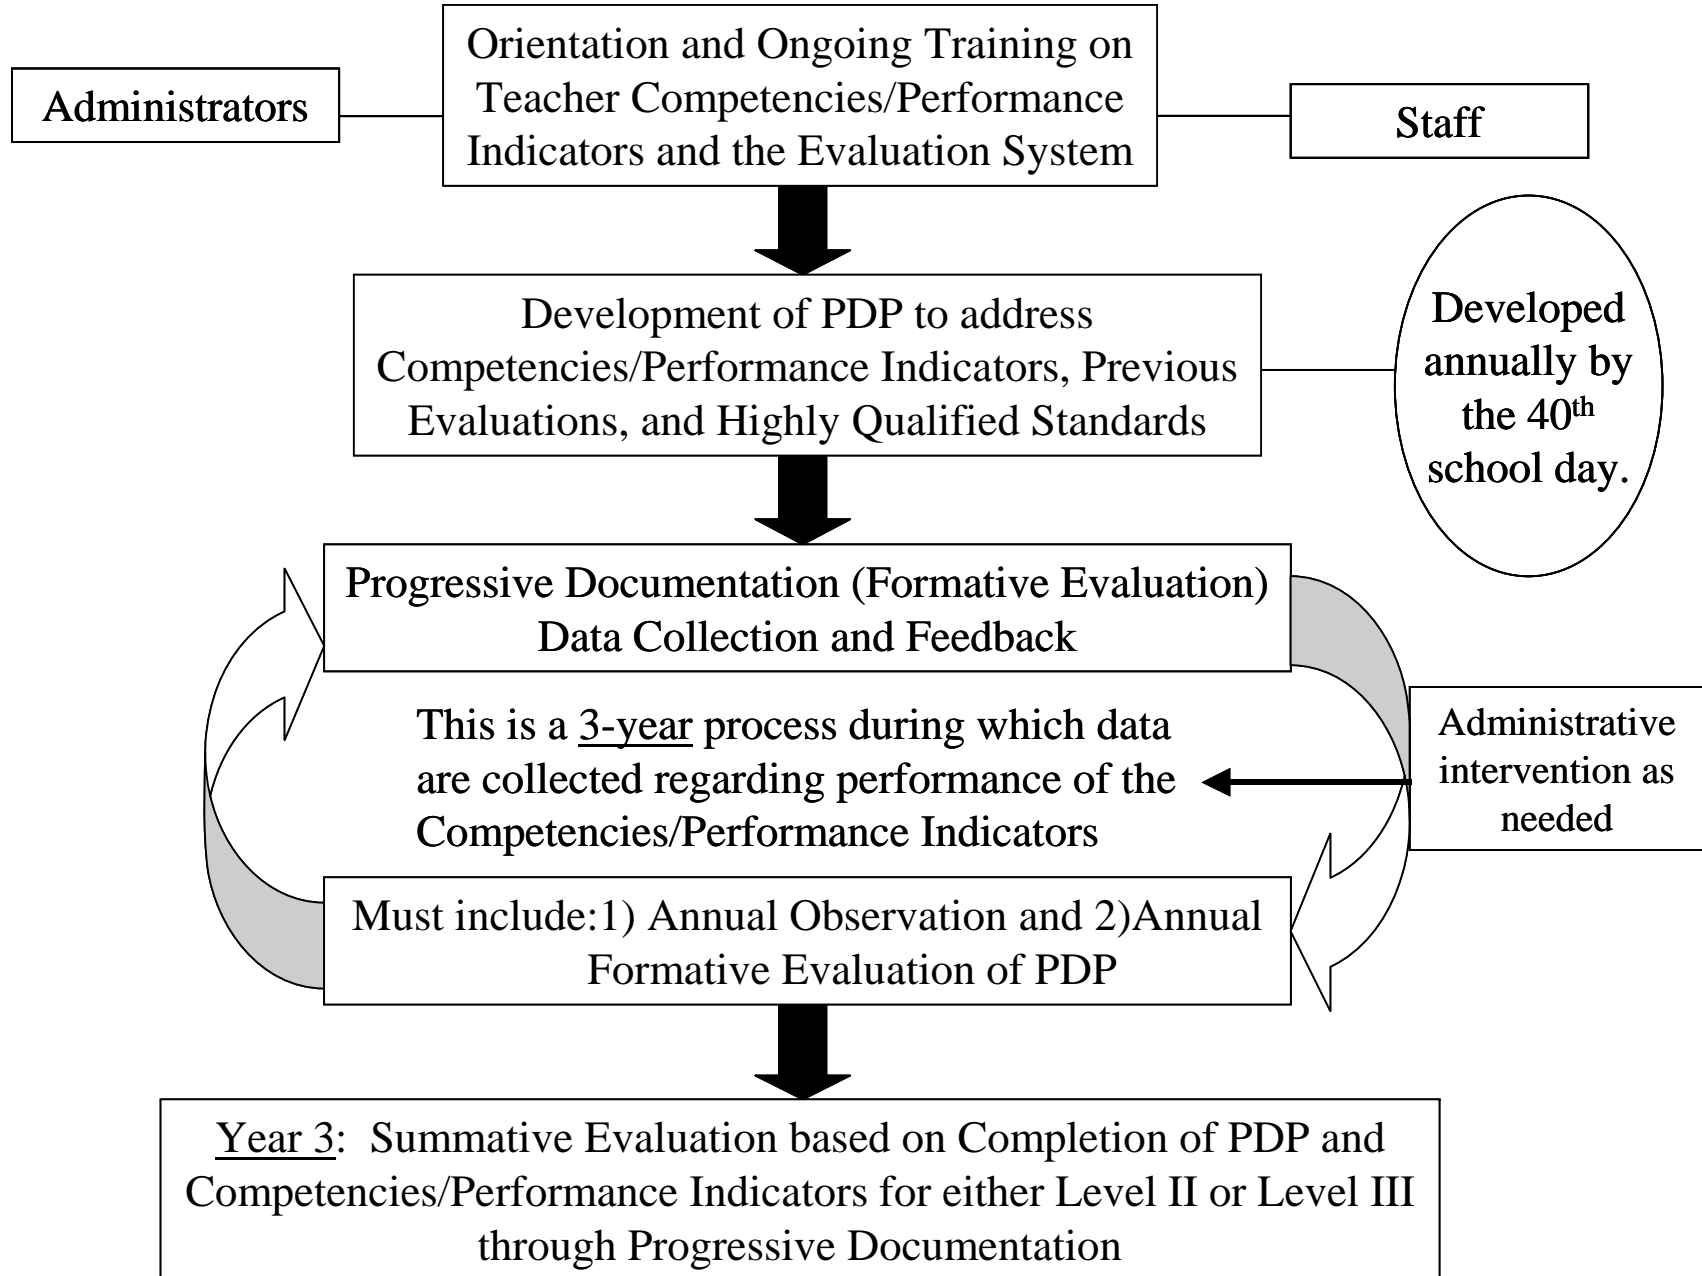 Orientation and Ongoing Training on
Teacher Competencies/Performance
Indicators and the Evaluation System
Administrators
Staff
Development of PDP to address
Competencies/Performance Indicators, Previous
Evaluations, and Highly Qualified Standards
Developed
annually by
the 40th
school day.
Progressive Documentation (Formative Evaluation)
Data Collection and Feedback
This is a 3-year process during which data
are collected regarding performance of the
Competencies/Performance Indicators
Administrative
intervention as
needed
Must include:1) Annual Observation and 2)Annual
Formative Evaluation of PDP
Year 3:  Summative Evaluation based on Completion of PDP and
Competencies/Performance Indicators for either Level II or Level III
through Progressive Documentation